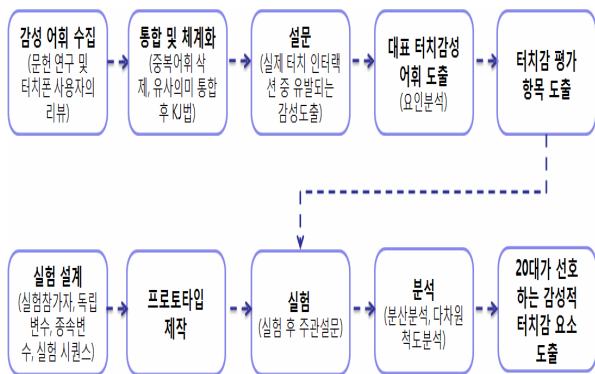 감성 어휘 수집
(문헌 연구 및
터치폰 사용자의
리뷰)
통합 및 체계화
(중복어휘 삭
제, 유사의미 통합
후 KJ법)
설문
(실제 터치 인터랙
션 중 유발되는
감성도출)
대표 터치감성
어휘 도출
(요인분석)
터치감 평가
항목 도출
실험 설계
(실험참가자, 독립
변수, 종속변
수, 실험 시퀀스)
프로토타입
제작
실험
(실험 후 주관설문)
분석
(분산분석, 다차원
척도분석)
20대가 선호
하는 감성적
터치감 요소
도출